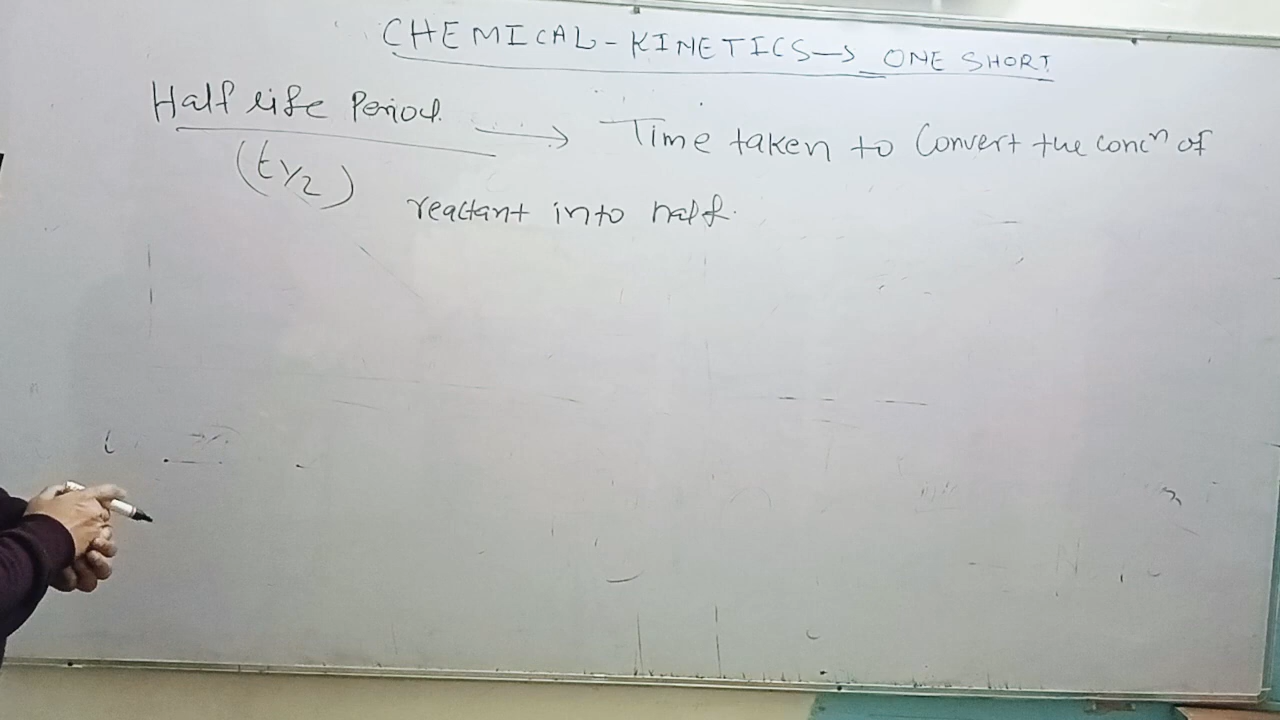 CHEMICAL-KINETICS → ONE SHORT
Half life Period. → Time taken to Convert the concⁿ of
(t1/2) reactant into half.